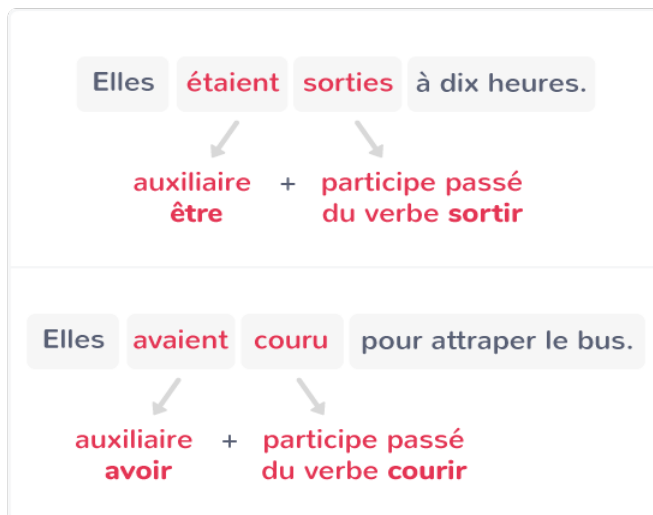 Elles étaient sorties à dix heures.
auxiliaire + participe passé
être du verbe sortir
Elles avaient couru pour attraper le bus.
auxiliaire + participe passé
avoir du verbe courir